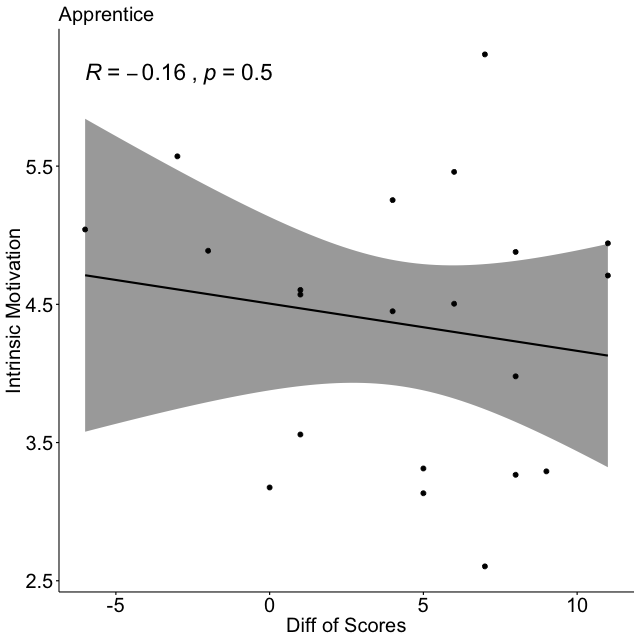 Apprentice
R = −0.16 , p = 0.5
Intrinsic Motivation
5.5
4.5
3.5
2.5
-5 0 5 10
Diff of Scores